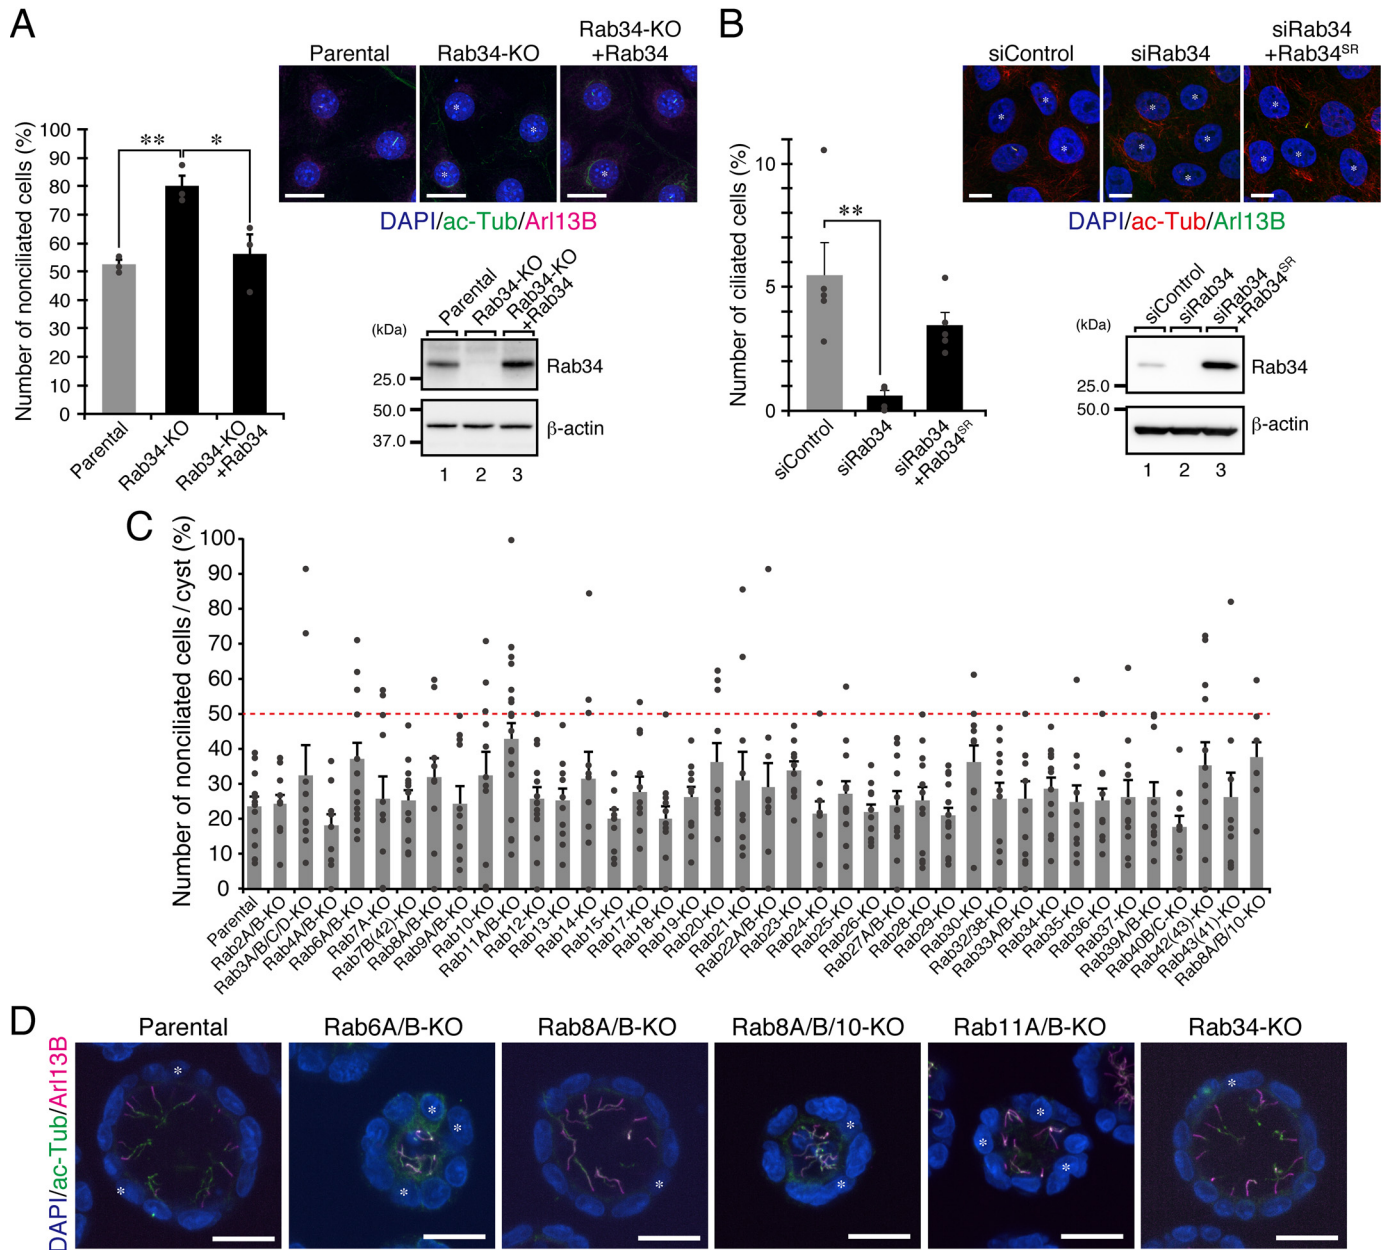 A
Parental
Rab34-KO
Rab34-KO
+Rab34
*
*
*
*
DAPI/ac-Tub/Arl13B
Number of nonciliated cells (%)
100
90
80
70
60
50
40
30
20
10
0
**
*
Parental
Rab34-KO
Rab34-KO
+Rab34
Parental
Rab34-KO
Rab34-KO
+Rab34
(kDa)
25.0
Rab34
50.0
37.0
β-actin
1 2 3
B
siControl
siRab34
siRab34
+Rab34SR
*
*
*
*
*
*
*
*
*
*
*
*
DAPI/ac-Tub/Arl13B
Number of ciliated cells (%)
10
5
0
**
siControl
siRab34
siRab34
+Rab34SR
siControl
siRab34
siRab34
+Rab34SR
(kDa)
25.0
Rab34
50.0
β-actin
1 2 3
C
Number of nonciliated cells / cyst (%)
100
90
80
70
60
50
40
30
20
10
0
Parental
Rab2A/B-KO
Rab3A/B/C/D-KO
Rab4A/B-KO
Rab6A/B-KO
Rab7A-KO
Rab7B(42)-KO
Rab8A/B-KO
Rab9A/B-KO
Rab10-KO
Rab11A/B-KO
Rab12-KO
Rab13-KO
Rab14-KO
Rab15-KO
Rab17-KO
Rab18-KO
Rab19-KO
Rab20-KO
Rab21-KO
Rab22A/B-KO
Rab23-KO
Rab24-KO
Rab25-KO
Rab26-KO
Rab27A/B-KO
Rab28-KO
Rab29-KO
Rab30-KO
Rab32/38-KO
Rab33A/B-KO
Rab34-KO
Rab35-KO
Rab36-KO
Rab37-KO
Rab39A/B-KO
Rab40B/C-KO
Rab42(43)-KO
Rab43(41)-KO
Rab8A/B/10-KO
D
DAPI/ac-Tub/Arl13B
Parental
Rab6A/B-KO
Rab8A/B-KO
Rab8A/B/10-KO
Rab11A/B-KO
Rab34-KO
*
*
*
*
*
*
*
*
*
*
*
*